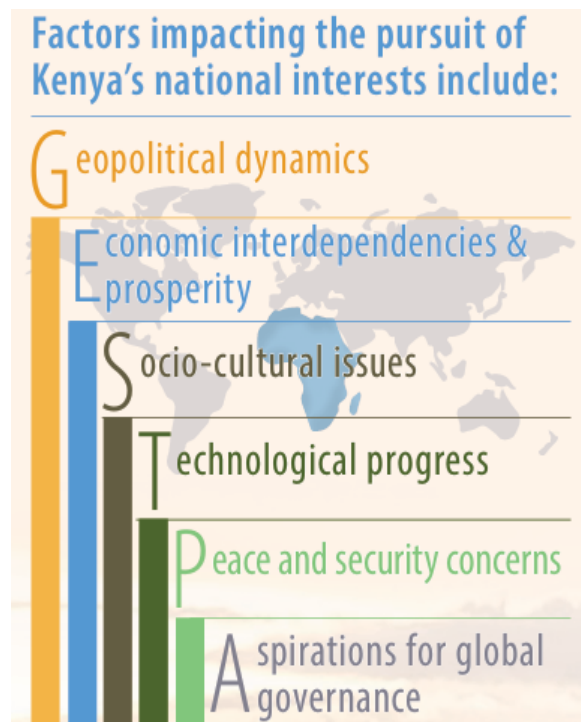 Factors impacting the pursuit of
Kenya's national interests include:
Geopolitical dynamics
Economic interdependencies &
prosperity
Socio-cultural issues
Technological progress
Peace and security concerns
Aspirations for global
governance